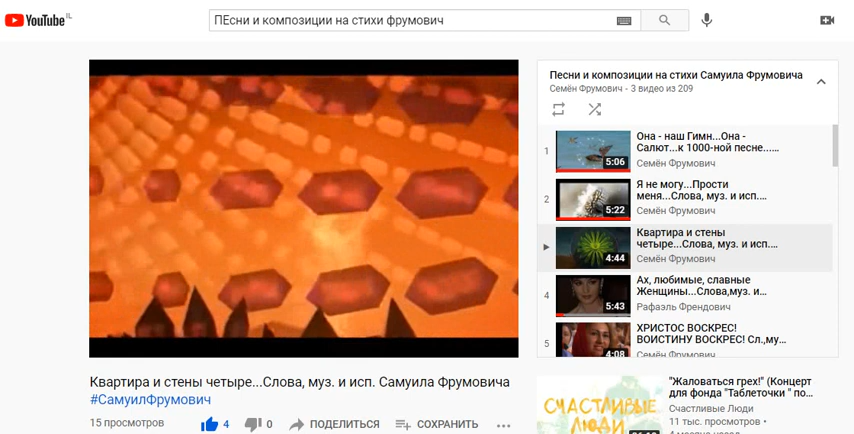 YouTube IL
ПЕсни и композиции на стихи фрумович
Песни и композиции на стихи Самуила Фрумовича
Семён Фрумович - 3 видео из 209
1
Она - наш Гимн...Она -
Салют...к 1000-ной песне......
Семён Фрумович
5:06
2
Я не могу...Прости
меня...Слова, муз. и исп....
Семён Фрумович
5:22
Квартира и стены
четыре...Слова, муз. и исп....
Семён Фрумович
4:44
4
Ах, любимые, славные
Женщины...Слова,муз. и...
Рафаэль Френдович
5:43
5
ХРИСТОС ВОСКРЕС!
ВОИСТИНУ ВОСКРЕС! Сл.,му...
Семён Фрумович
4:08
Квартира и стены четыре...Слова, муз. и исп. Самуила Фрумовича
#СамуилФрумович
15 просмотров
4
0
ПОДЕЛИТЬСЯ
СОХРАНИТЬ
СЧАСТЛИВЫЕ
ЛЮДИ
"Жаловаться грех!" (Концерт
для фонда "Таблеточки " по...
Счастливые Люди
11 тыс. просмотров •